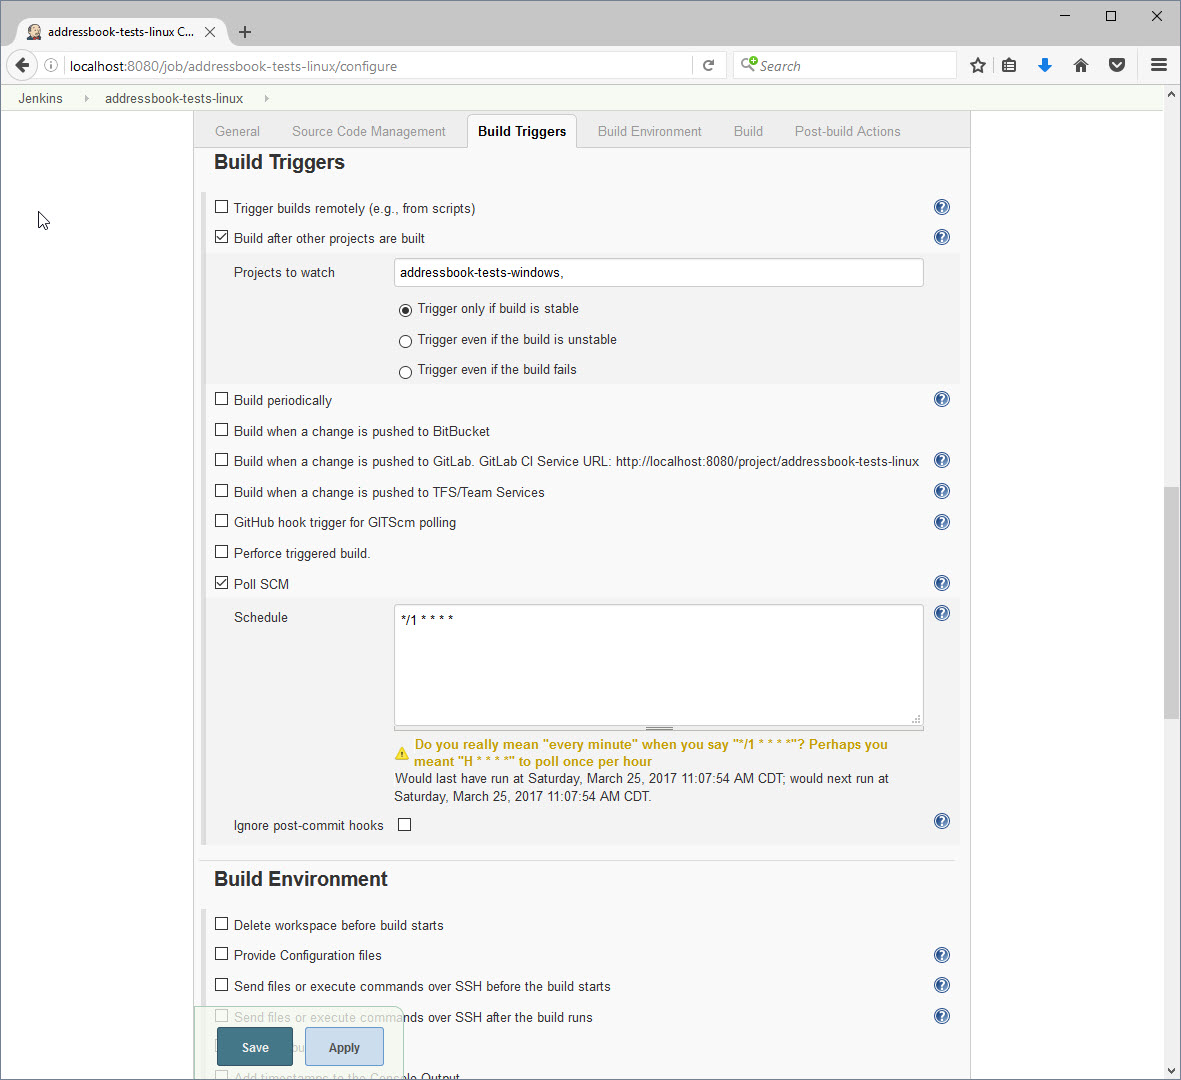 addressbook-tests-linux C...
localhost:8080/job/addressbook-tests-linux/configure
Search
Jenkins addressbook-tests-linux
General Source Code Management Build Triggers Build Environment Build Post-build Actions
Build Triggers
Trigger builds remotely (e.g., from scripts)
Build after other projects are built
Projects to watch addressbook-tests-windows,
Trigger only if build is stable
Trigger even if the build is unstable
Trigger even if the build fails
Build periodically
Build when a change is pushed to BitBucket
Build when a change is pushed to GitLab. GitLab CI Service URL: http://localhost:8080/project/addressbook-tests-linux
Build when a change is pushed to TFS/Team Services
GitHub hook trigger for GITScm polling
Perforce triggered build.
Poll SCM
Schedule */1 * * * *
Do you really mean "every minute" when you say "*/1 * * * *"? Perhaps you
meant "H * * * *" to poll once per hour
Would last have run at Saturday, March 25, 2017 11:07:54 AM CDT; would next run at
Saturday, March 25, 2017 11:07:54 AM CDT.
Ignore post-commit hooks
Build Environment
Delete workspace before build starts
Provide Configuration files
Send files or execute commands over SSH before the build starts
Send files or execute commands over SSH after the build runs
Save Apply
Add timestamps to the Console Output